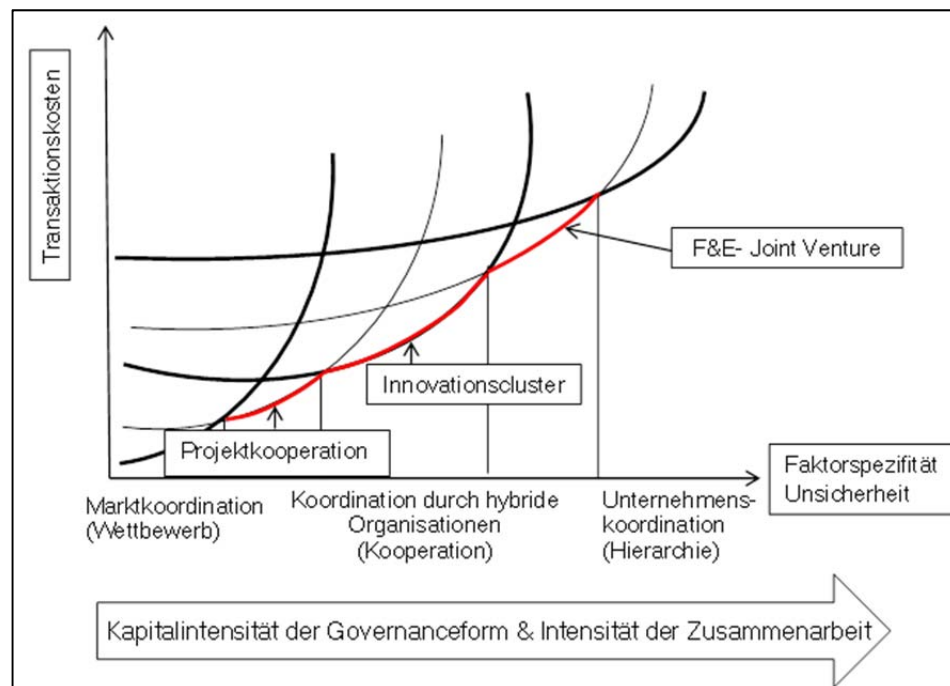 Transaktionskosten
F&E- Joint Venture
Innovationscluster
Projektkooperation
Faktorspezifität
Unsicherheit
Marktkoordination
(Wettbewerb)
Koordination durch hybride
Organisationen
(Kooperation)
Unternehmens-
koordination
(Hierarchie)
Kapitalintensität der Governanceform & Intensität der Zusammenarbeit